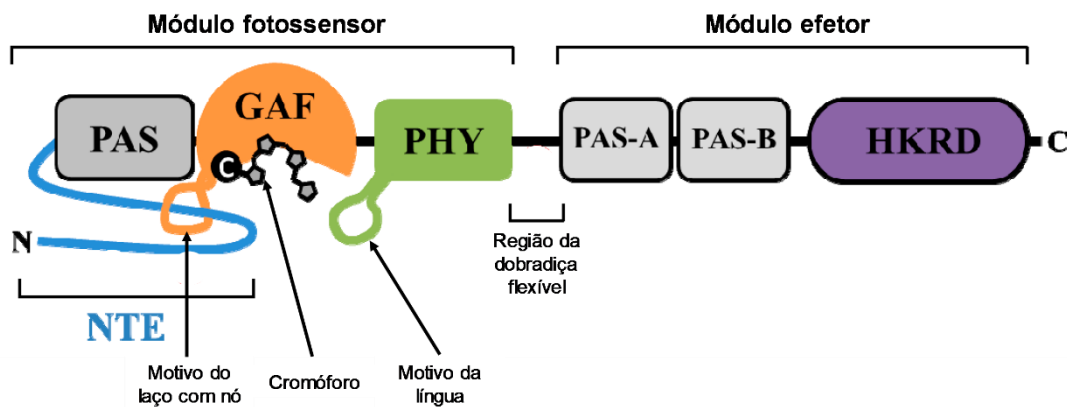 Módulo fotossensor
Módulo efetor
GAF
PAS
PHY
PAS-A
PAS-B
HKRD
C
C
N
NTE
Região da
dobradiça
flexível
Motivo do
laço com nó
Cromóforo
Motivo da
língua